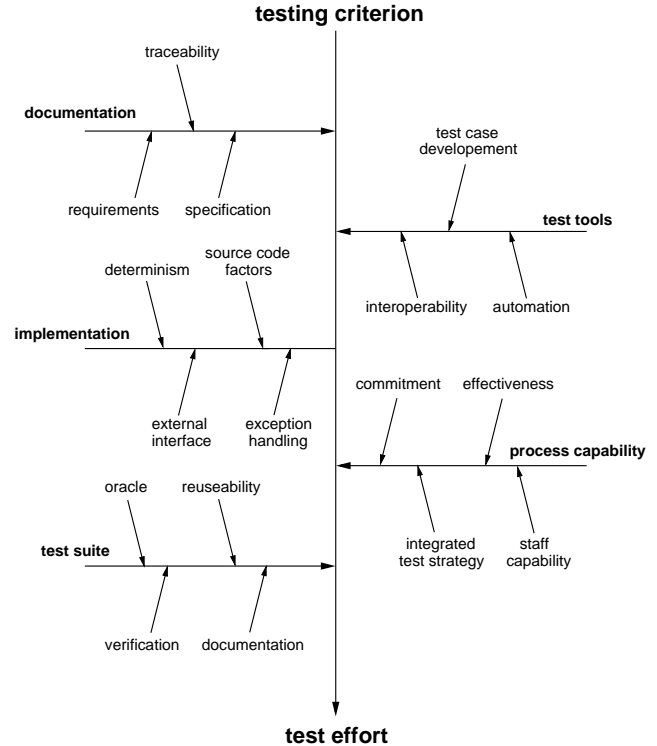 testing criterion
traceability
documentation
requirements
specification
test case
developement
test tools
interoperability
automation
source code
factors
determinism
implementation
external
interface
exception
handling
commitment
effectiveness
process capability
integrated
test strategy
staff
capability
oracle
reuseability
test suite
verification
documentation
test effort